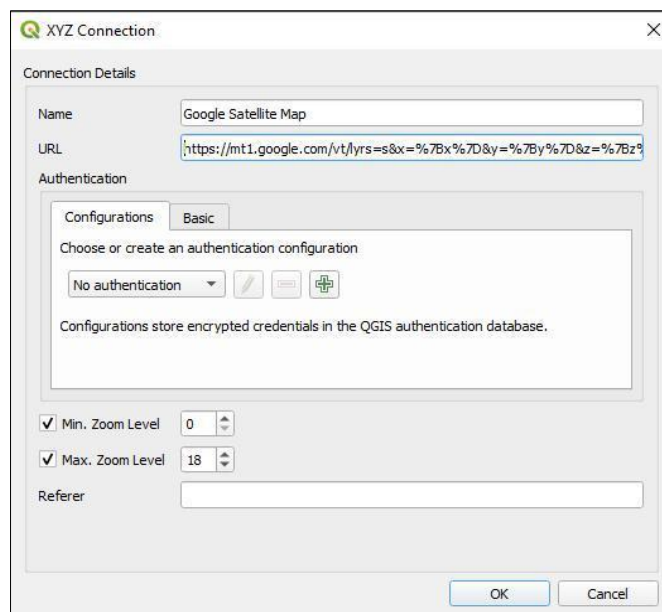 XYZ Connection
Connection Details
Name Google Satellite Map
URL https://mt1.google.com/vt/lyrs=s&x=%7Bx%7D&y=%7By%7D&z=%7Bz%
Authentication
Configurations Basic
Choose or create an authentication configuration
No authentication
Configurations store encrypted credentials in the QGIS authentication database.
Min. Zoom Level 0
Max. Zoom Level 18
Referer
OK Cancel